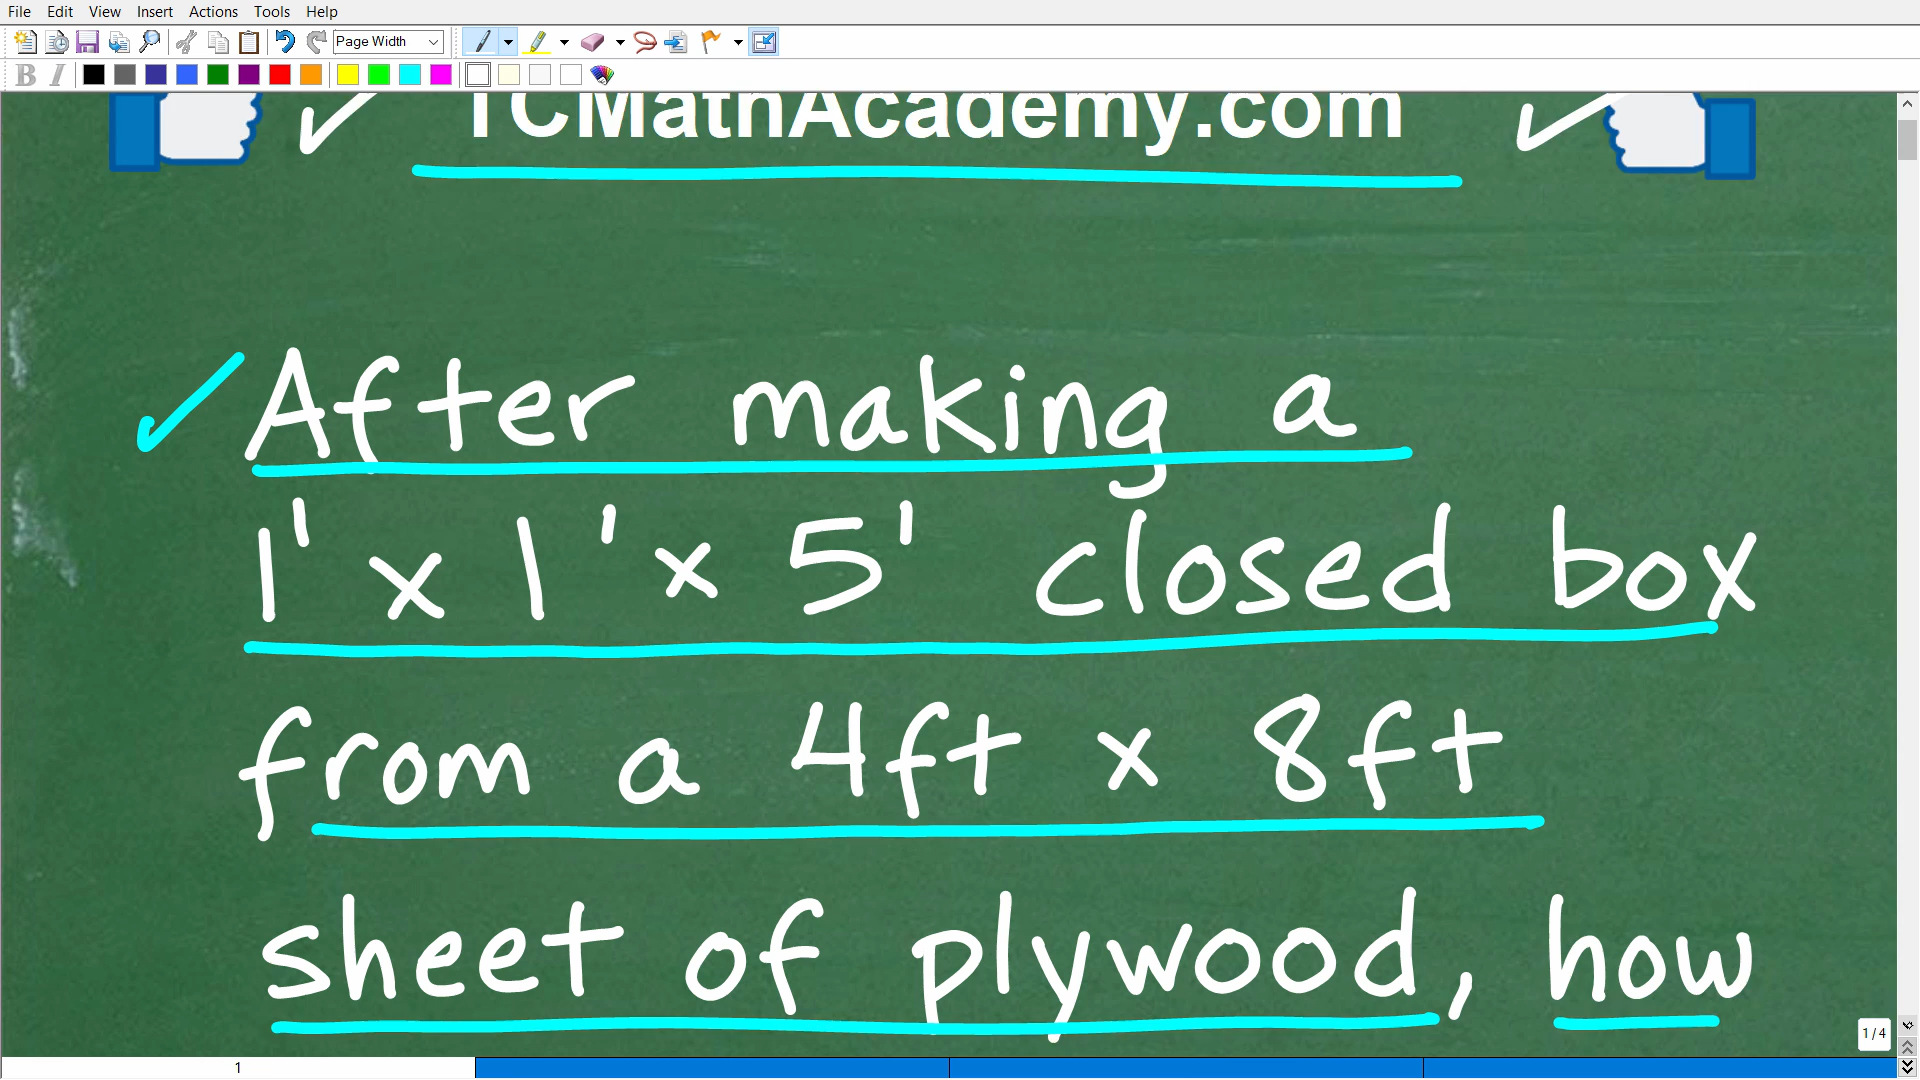 File Edit View Insert Actions Tools Help
Page Width
B I
TCMathAcademy.com
After making a
1' x 1' x 5' closed box
from a 4ft x 8ft
sheet of plywood, how
1 / 4
1